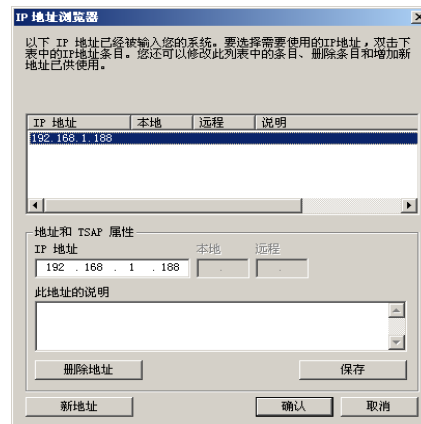 IP 地址浏览器
以下 IP 地址已经被输入您的系统。要选择需要使用的IP地址，双击下
表中的IP地址条目。您还可以修改此列表中的条目、删除条目和增加新
地址已供使用。
IP 地址 本地 远程 说明
192.168.1.188
地址和 TSAP 属性
IP 地址 本地 远程
192 . 168 . 1 . 188 . .
此地址的说明
删除地址 保存
新地址 确认 取消